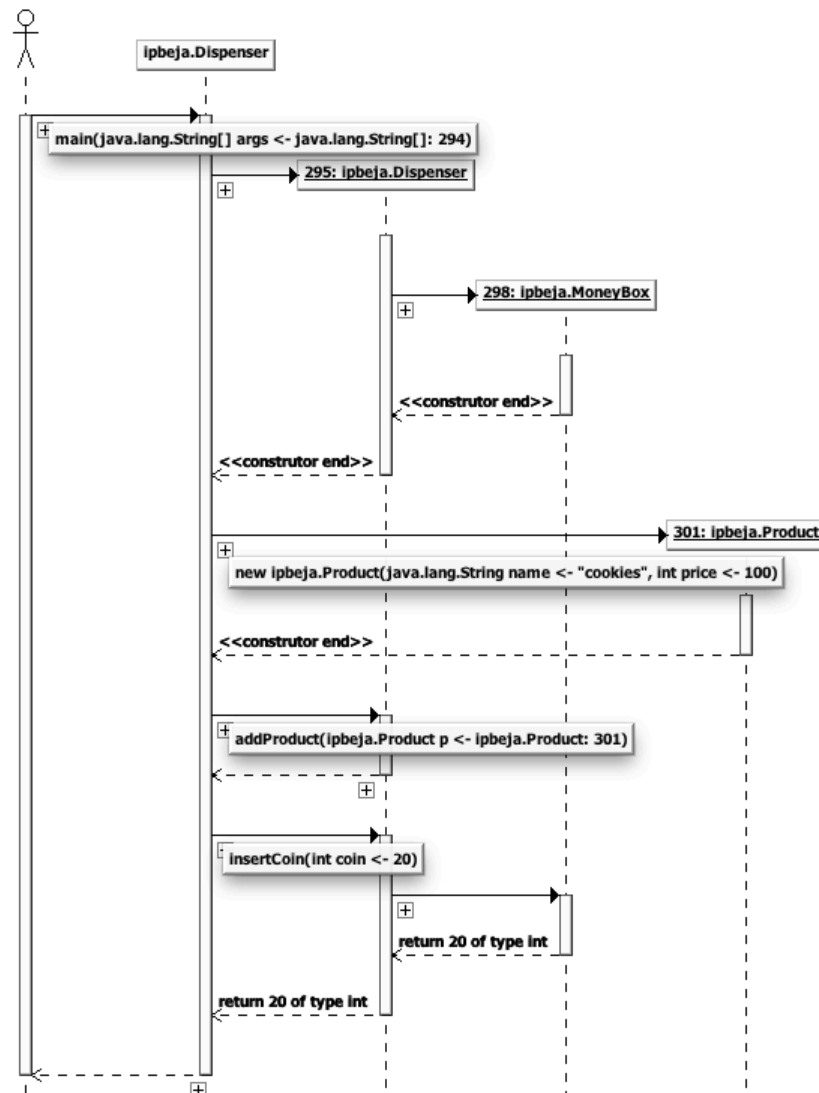 ipbeja.Dispenser
main(java.lang.String[] args <- java.lang.String[]: 294)
295: ipbeja.Dispenser
298: ipbeja.MoneyBox
<<construtor end>>
<<construtor end>>
301: ipbeja.Product
new ipbeja.Product(java.lang.String name <- "cookies", int price <- 100)
<<construtor end>>
addProduct(ipbeja.Product p <- ipbeja.Product: 301)
insertCoin(int coin <- 20)
return 20 of type int
return 20 of type int